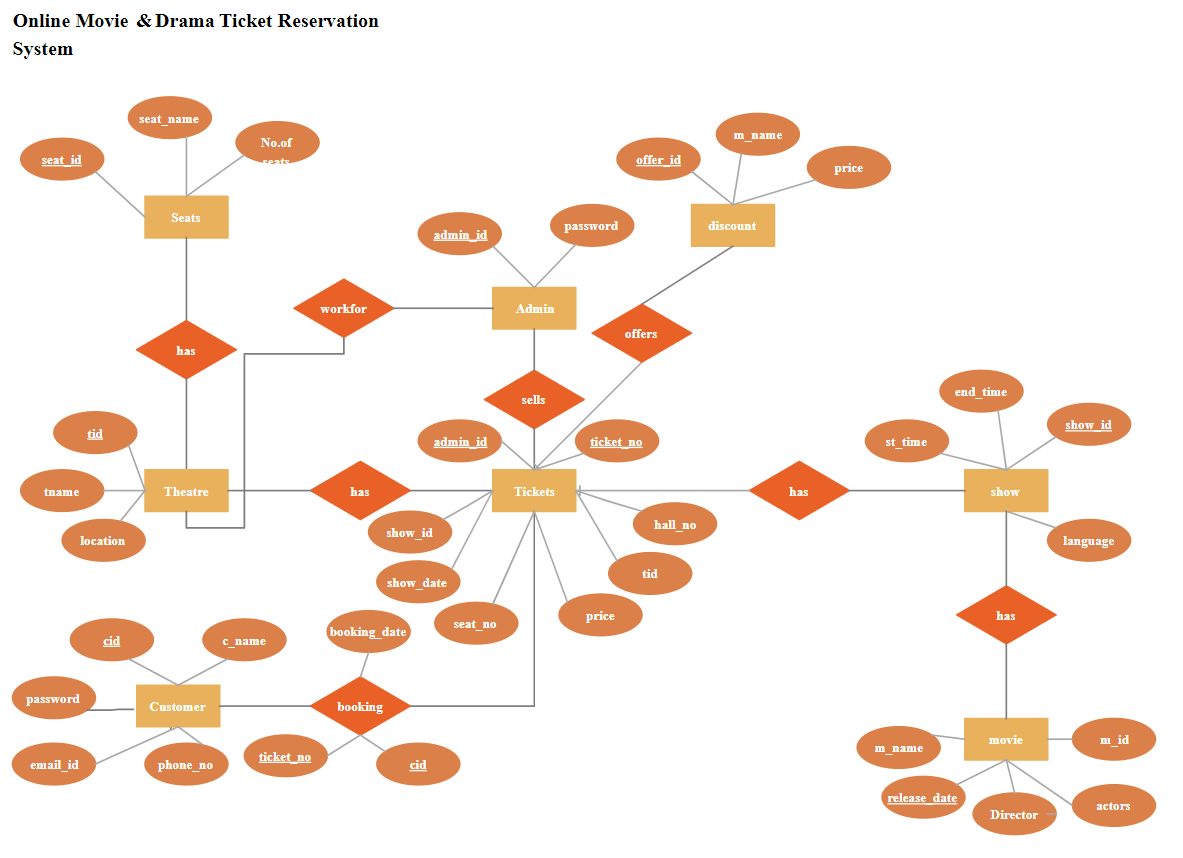 Online Movie & Drama Ticket Reservation
System
seat_name
No.of
seats
seat_id
Seats
m_name
offer_id
price
discount
admin_id
password
Admin
workfor
offers
has
sells
end_time
show_id
st_time
tid
admin_id
ticket_no
tname
Theatre
has
Tickets
has
show
location
show_id
hall_no
language
show_date
tid
seat_no
price
has
cid
c_name
booking_date
password
Customer
booking
email_id
phone_no
ticket_no
cid
m_name
movie
m_id
release_date
Director
actors